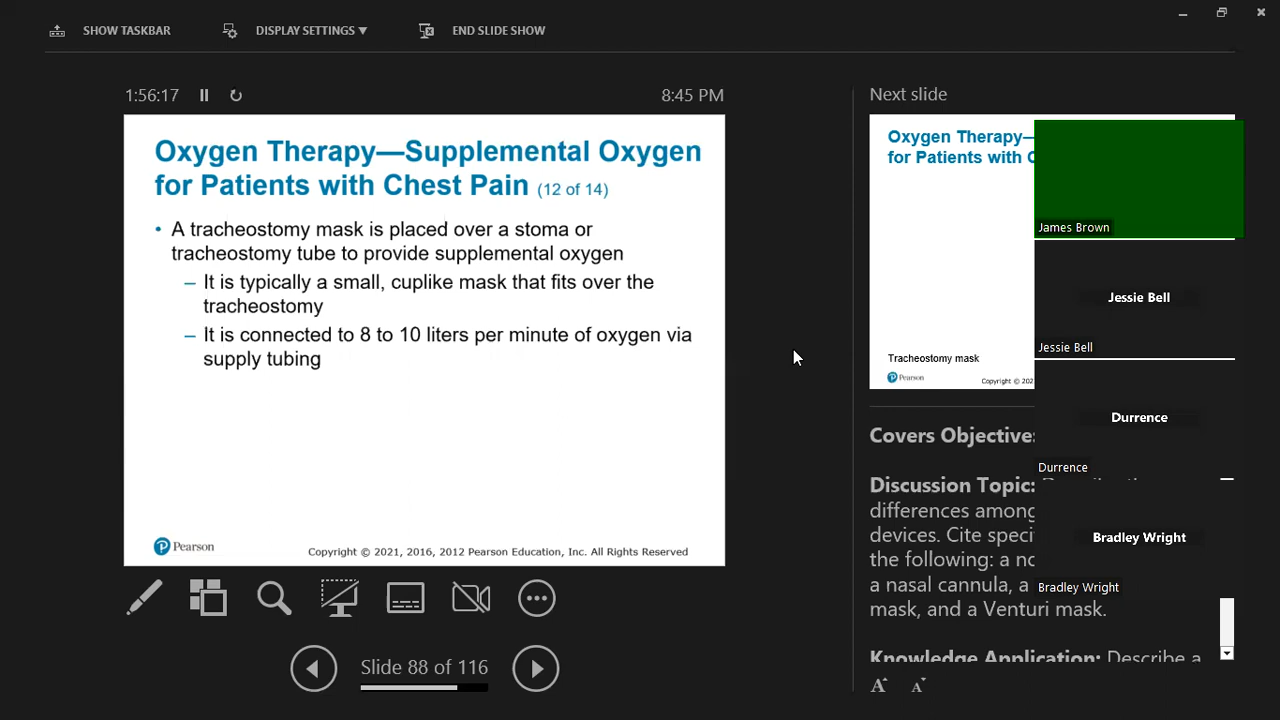 SHOW TASKBAR
DISPLAY SETTINGS ▼
END SLIDE SHOW
1:56:17
8:45 PM
Oxygen Therapy—Supplemental Oxygen
for Patients with Chest Pain (12 of 14)
• A tracheostomy mask is placed over a stoma or
tracheostomy tube to provide supplemental oxygen
– It is typically a small, cuplike mask that fits over the
tracheostomy
– It is connected to 8 to 10 liters per minute of oxygen via
supply tubing
Pearson
Copyright © 2021, 2016, 2012 Pearson Education, Inc. All Rights Reserved
Slide 88 of 116
Next slide
Oxygen Therapy—
for Patients with
Tracheostomy mask
Pearson
Copyright © 202
James Brown
Jessie Bell
Jessie Bell
Durrence
Durrence
Bradley Wright
Bradley Wright
Covers Objective
Discussion Topic:
differences among
devices. Cite speci
the following: a
a nasal cannula, a
mask, and a Venturi mask.
Knowledge Application: Describe a
A A